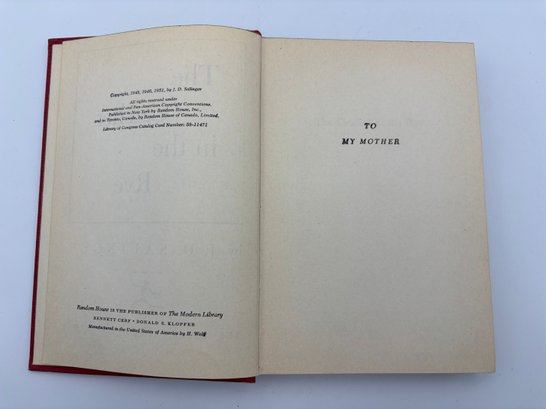 Copyright, 1945, 1946, 1951, by J. D. Salinger
All rights reserved under
International and Pan-American Copyright Conventions.
Published in New York by Random House, Inc.,
and in Toronto, Canada, by Random House of Canada, Limited.
Library of Congress Catalog Card Number: 58-11471
Random House IS THE PUBLISHER OF The Modern Library
BENNETT CERF • DONALD S. KLOPFER
Manufactured in the United States of America by H. Wolff
TO
MY MOTHER